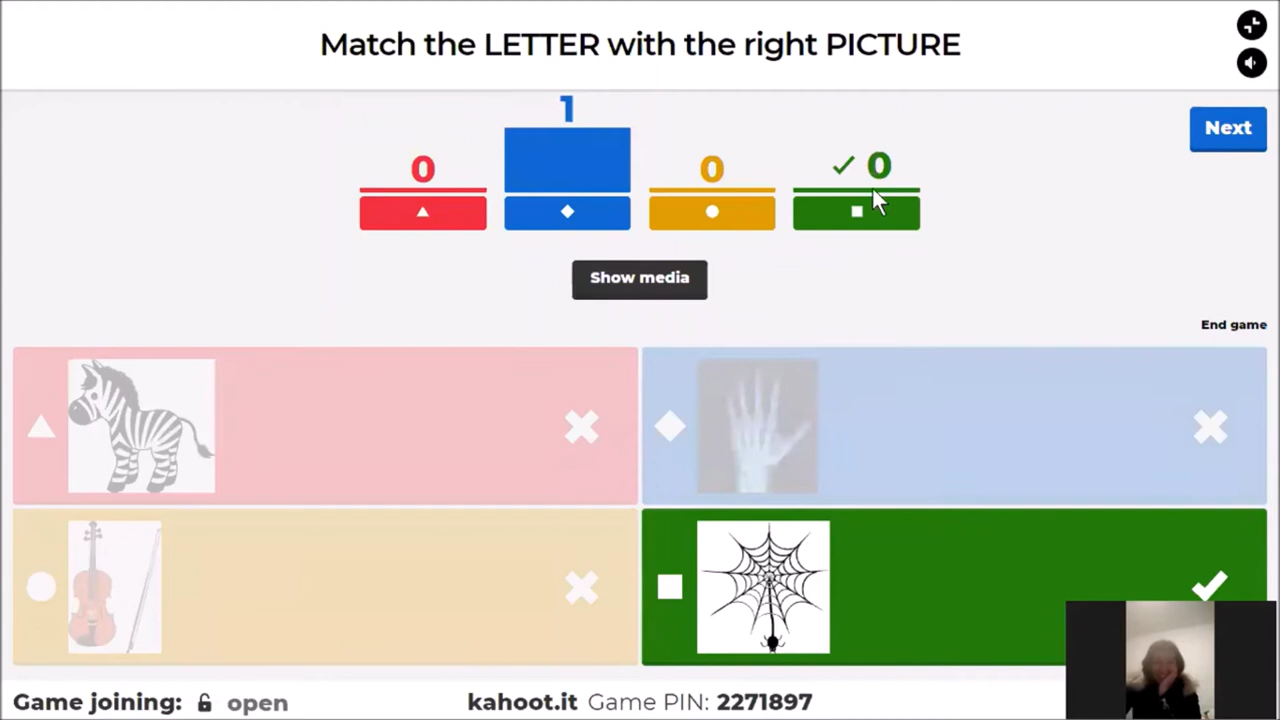 Match the LETTER with the right PICTURE
1
0
0
0
Next
Show media
End game
Game joining: open
kahoot.it Game PIN: 2271897